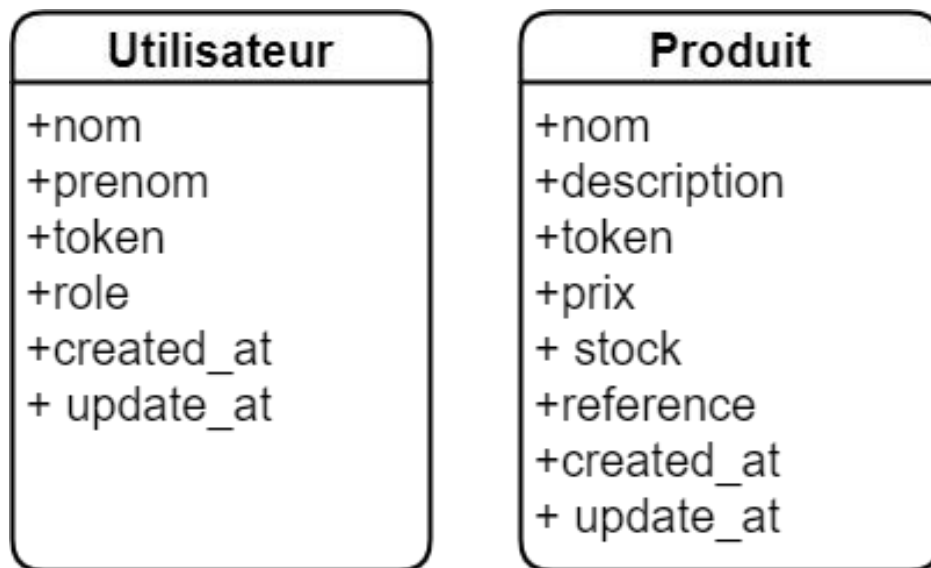 Utilisateur
+nom
+prenom
+token
+role
+created_at
+ update_at
Produit
+nom
+description
+token
+prix
+ stock
+reference
+created_at
+ update_at